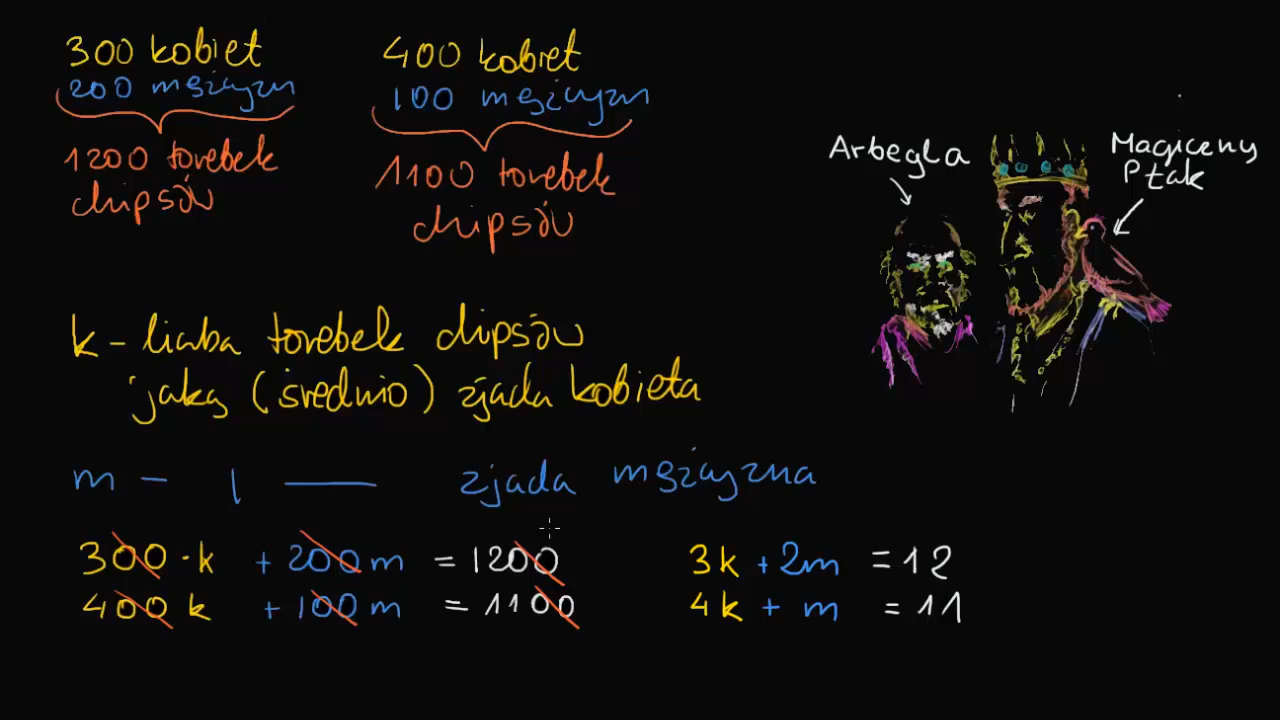 300 kobiet
200 mężczyzn
1200 torebek
chipsów
400 kobiet
100 mężczyzn
1100 torebek
chipsów
Arbegla
Magiczny
Ptak
k - liczba torebek chipsów
jaką (średnio) zjada kobieta
m - | — zjada mężczyzna
300 · k + 200 m = 1200
400 k + 100 m = 1100
3k + 2m = 12
4k + m = 11